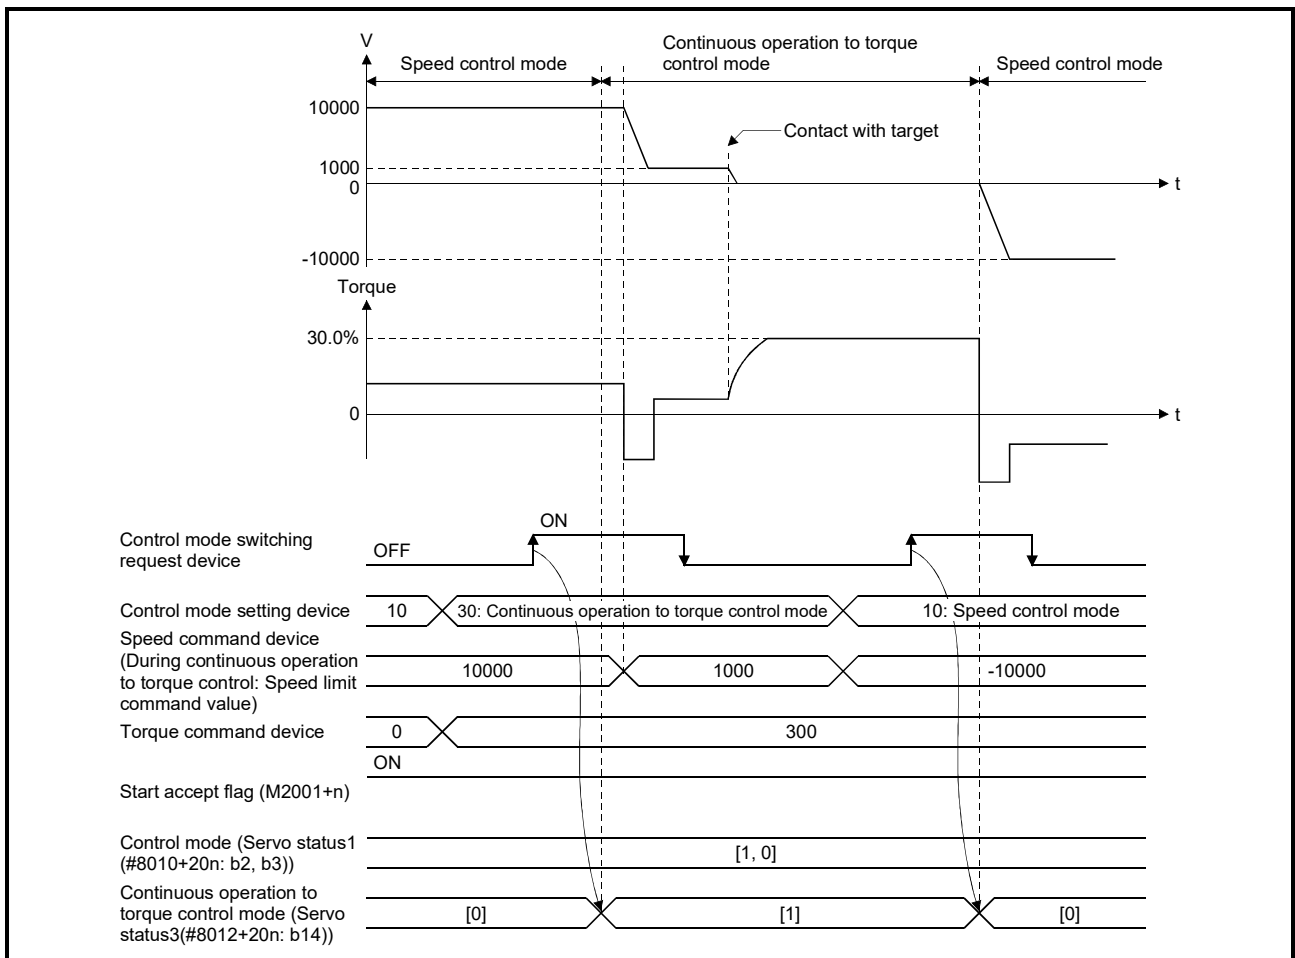 V
Continuous operation to torque
control mode
Speed control mode
Speed control mode
10000
Contact with target
1000
0
t
-10000
Torque
30.0%
0
t
Control mode switching
request device
OFF
ON
Control mode setting device
10
30: Continuous operation to torque control mode
10: Speed control mode
Speed command device
(During continuous operation
to torque control: Speed limit
command value)
10000
1000
-10000
Torque command device
0
300
ON
Start accept flag (M2001+n)
Control mode (Servo status1
(#8010+20n: b2, b3))
[1, 0]
Continuous operation to
torque control mode (Servo
status3(#8012+20n: b14))
[0]
[1]
[0]